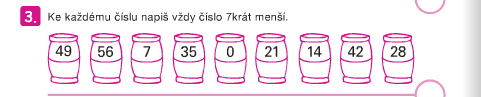 3. Ke každému číslu napiš vždy číslo 7krát menší.
49 56 7 35 0 21 14 42 28